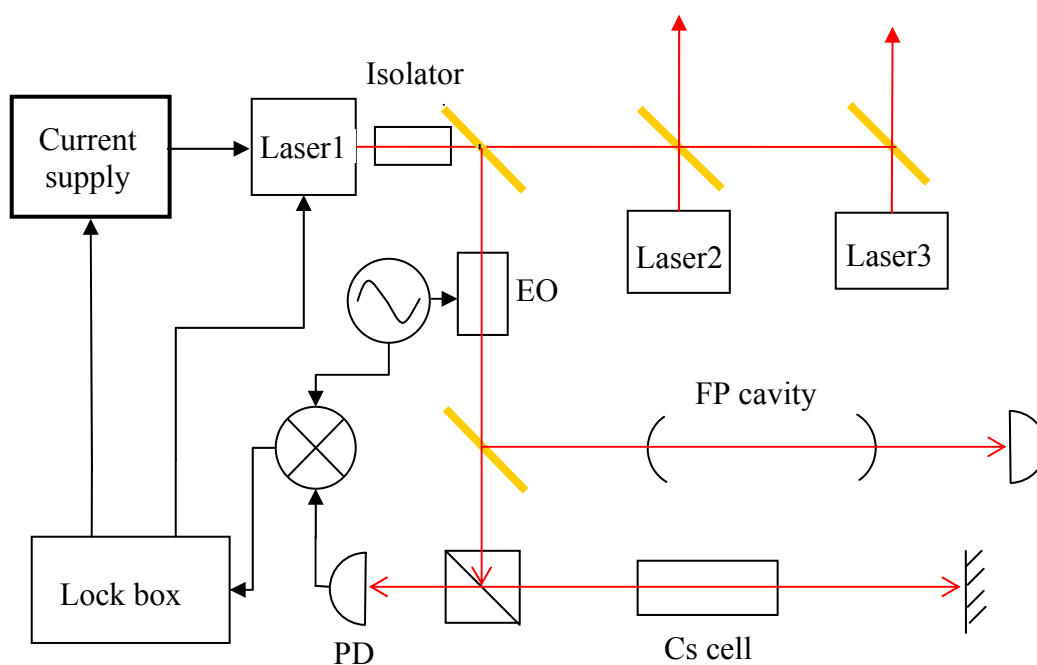 Isolator
Current
supply
Laser1
Laser2
Laser3
EO
FP cavity
Lock box
PD
Cs cell